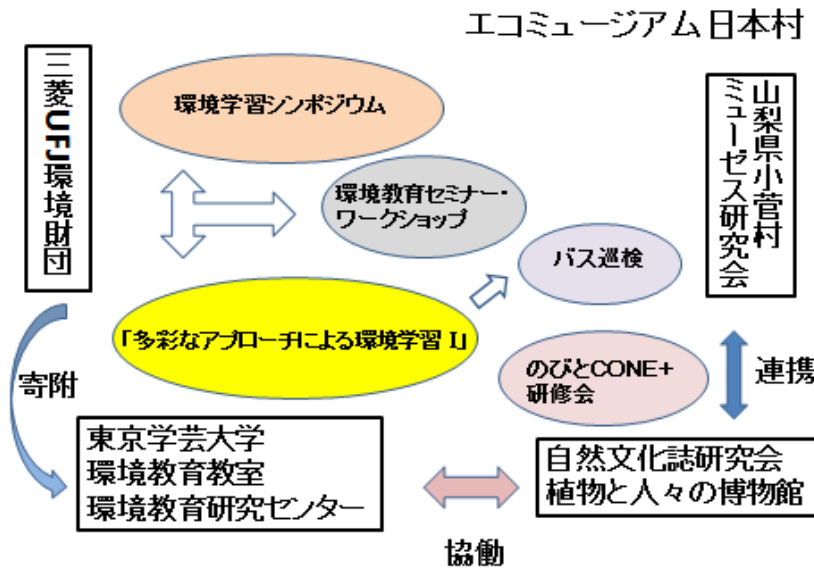 エコミュージアム日本村
三菱UFJ環境財団
環境学習シンポジウム
山梨県小菅村
ミューゼス研究会
環境教育セミナー・
ワークショップ
バス巡検
「多彩なアプローチによる環境学習 I」
のびとCONE+
研修会
寄附
連携
東京学芸大学
環境教育教室
環境教育研究センター
自然文化誌研究会
植物と人々の博物館
協働